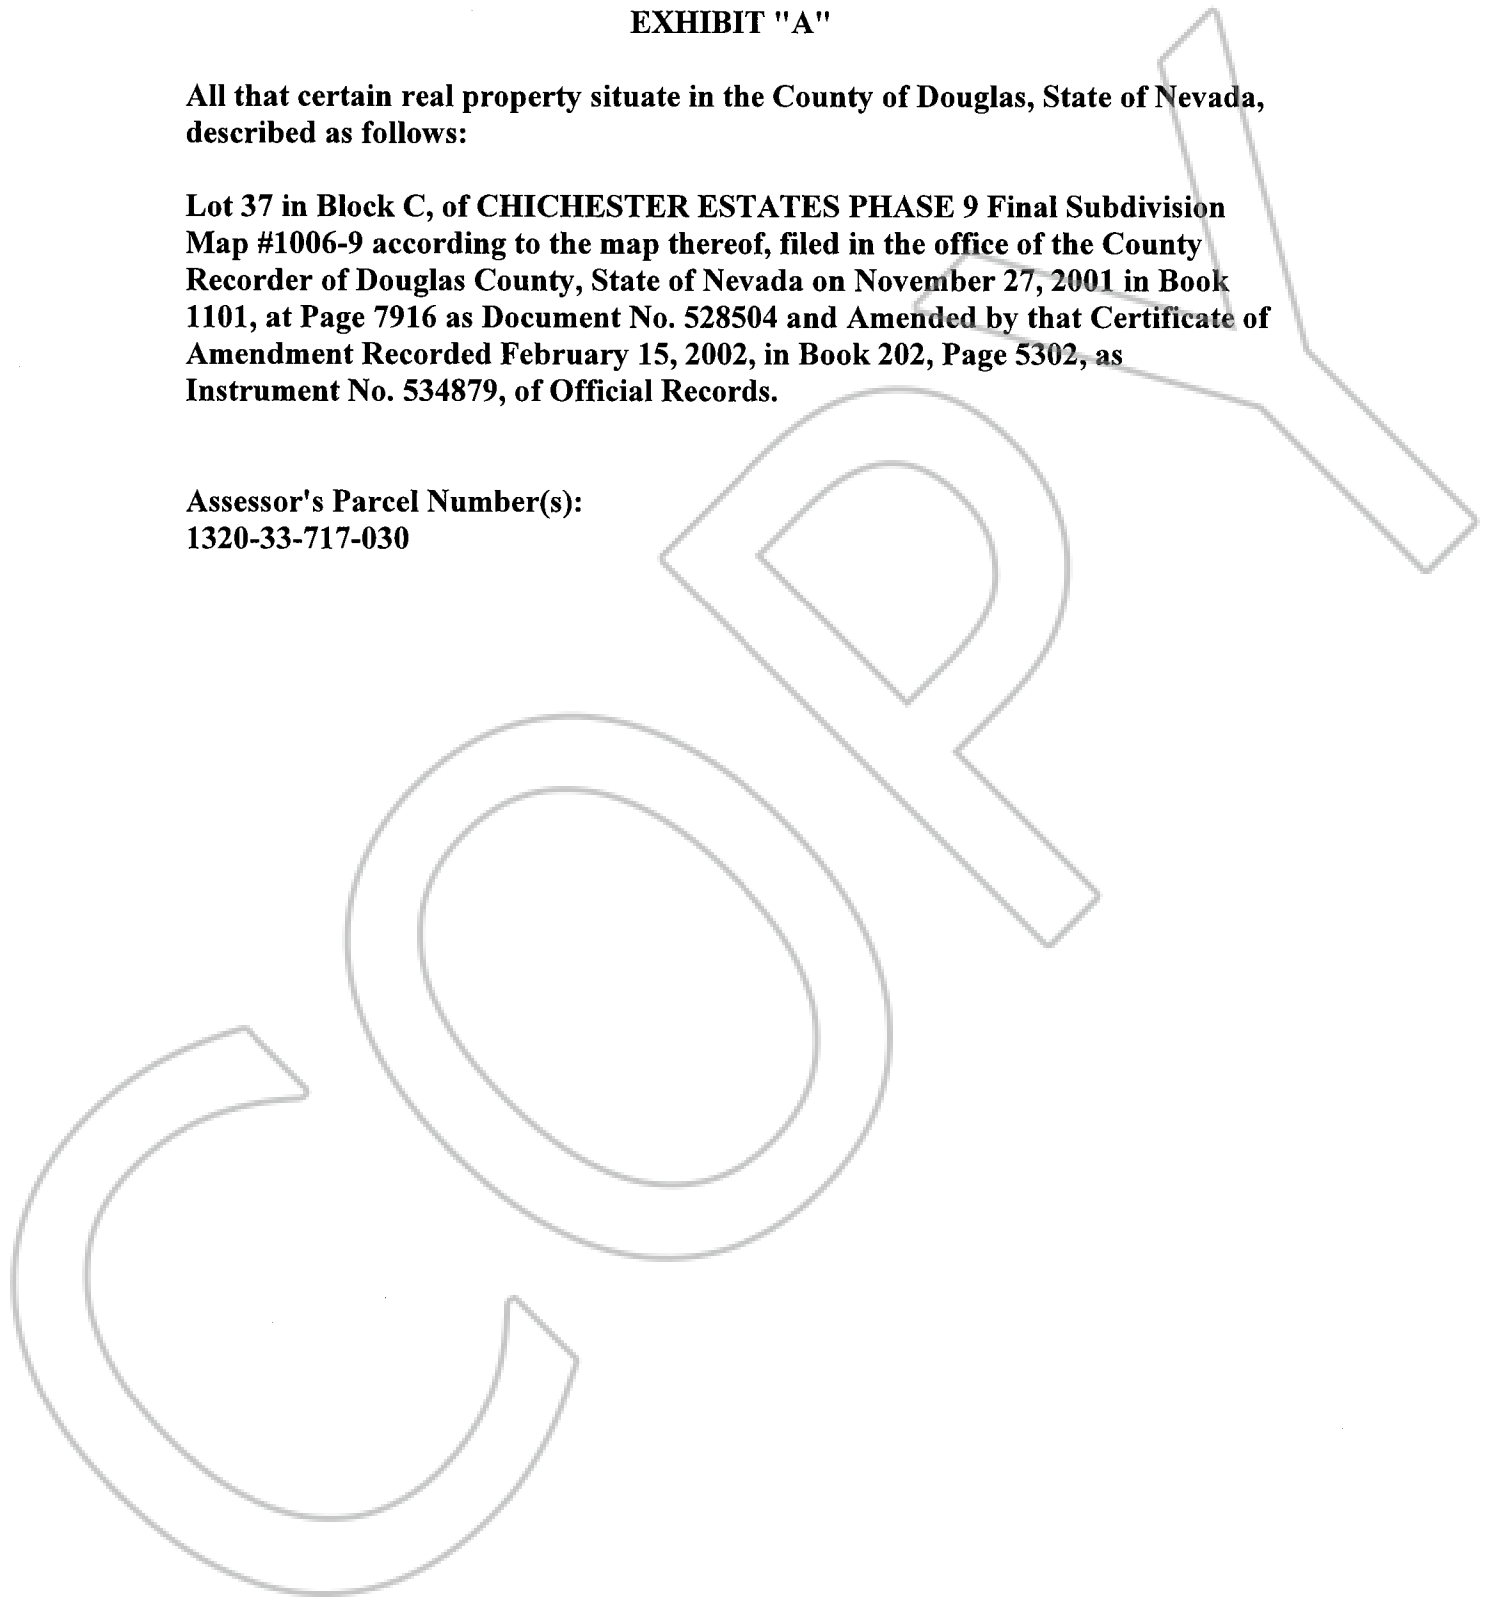 EXHIBIT "A"
All that certain real property situate in the County of Douglas, State of Nevada,
described as follows:
Lot 37 in Block C, of CHICHESTER ESTATES PHASE 9 Final Subdivision
Map #1006-9 according to the map thereof, filed in the office of the County
Recorder of Douglas County, State of Nevada on November 27, 2001 in Book
1101, at Page 7916 as Document No. 528504 and Amended by that Certificate of
Amendment Recorded February 15, 2002, in Book 202, Page 5302, as
Instrument No. 534879, of Official Records.
Assessor's Parcel Number(s):
1320-33-717-030
COPY